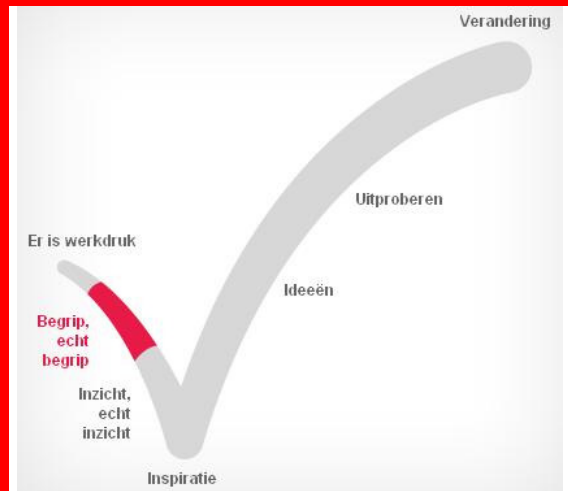 Verandering
Uitproberen
Er is werkdruk
Ideeën
Begrip,
echt
begrip
Inzicht,
echt
inzicht
Inspiratie